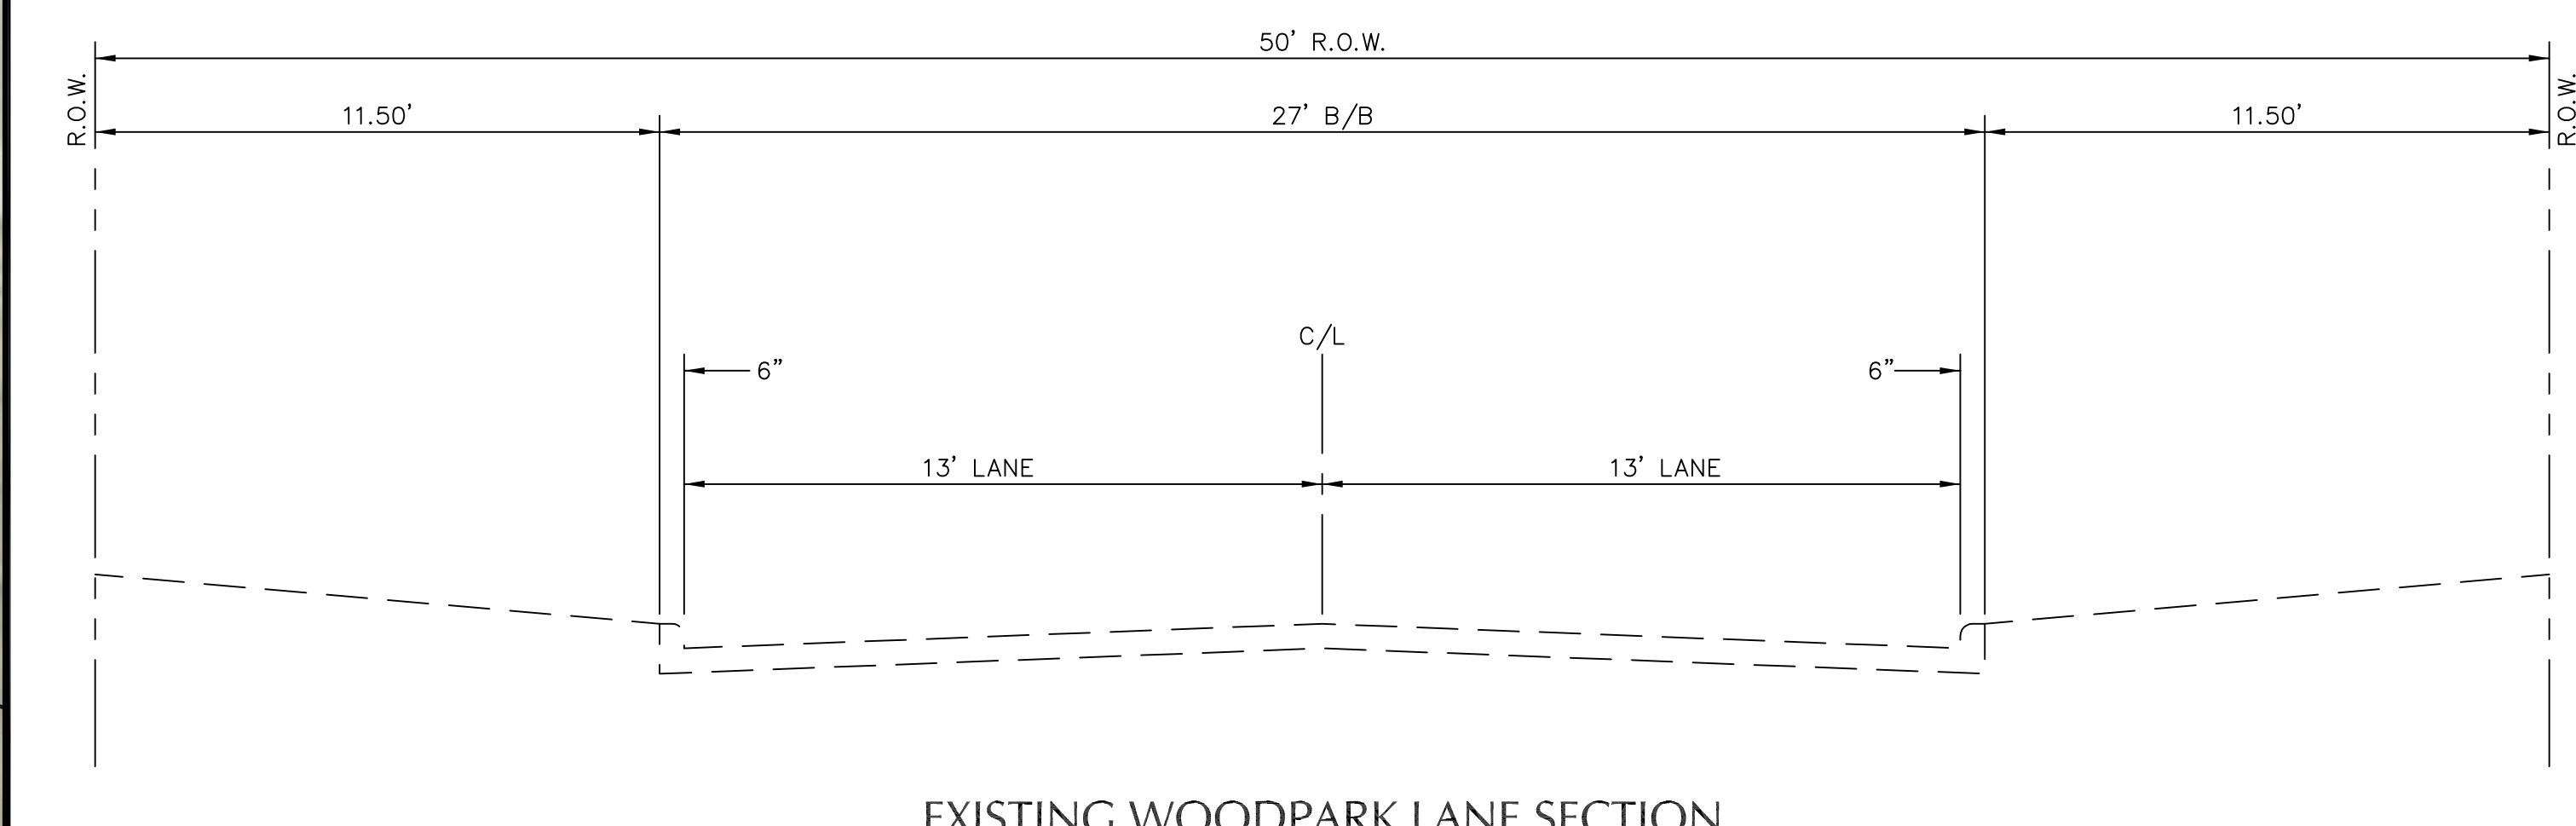 50' R.O.W.
R.O.W.
R.O.W.
11.50'
27' B/B
11.50'
C/L
6"
6"
13' LANE
13' LANE
EXISTING WOODPARK LANE SECTION